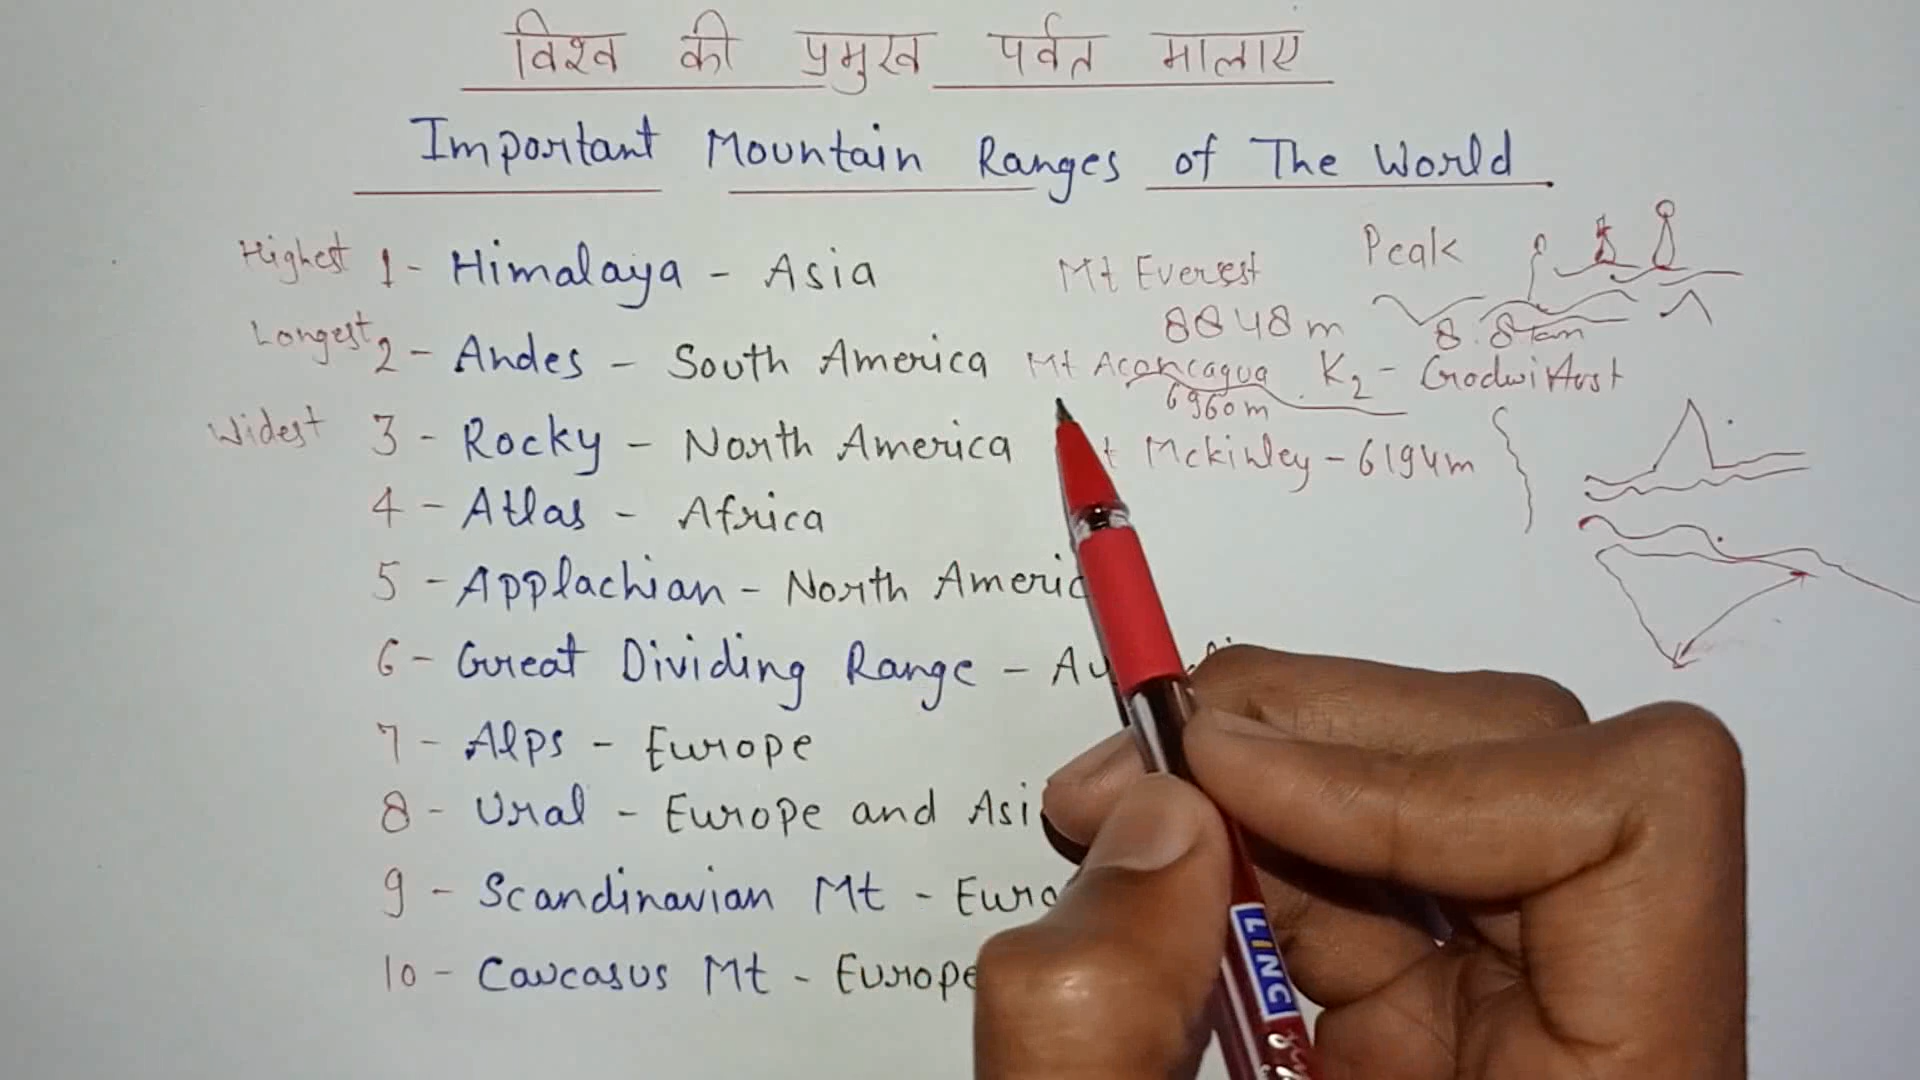 विश्व की प्रमुख पर्वत मालाए
Important Mountain Ranges of The World
Highest 1- Himalaya - Asia Mt Everest Peak
8848 m 8.8
Longest 2- Andes - South America Mt Aconcagua K2 - Godwin Aust
6960m
Widest 3 - Rocky - North America Mckinley - 6194m
4 - Atlas - Africa
5 - Applachian - North Americ
6 - Great Dividing Range -
7 - Alps - Europe
8 - Ural - Europe and Asi
9 - Scandinavian Mt - Euro
10 - Caucasus Mt - Europe
LINC